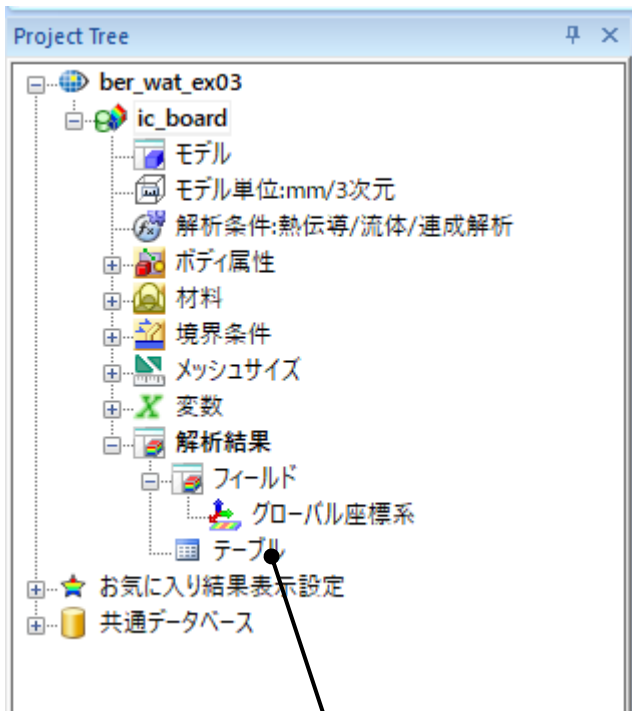 Project Tree
ber_wat_ex03
ic_board
モデル
モデル単位:mm/3次元
解析条件:熱伝導/流体/連成解析
ボディ属性
材料
境界条件
メッシュサイズ
変数
解析結果
フィールド
グローバル座標系
テーブル
お気に入り結果表示設定
共通データベース